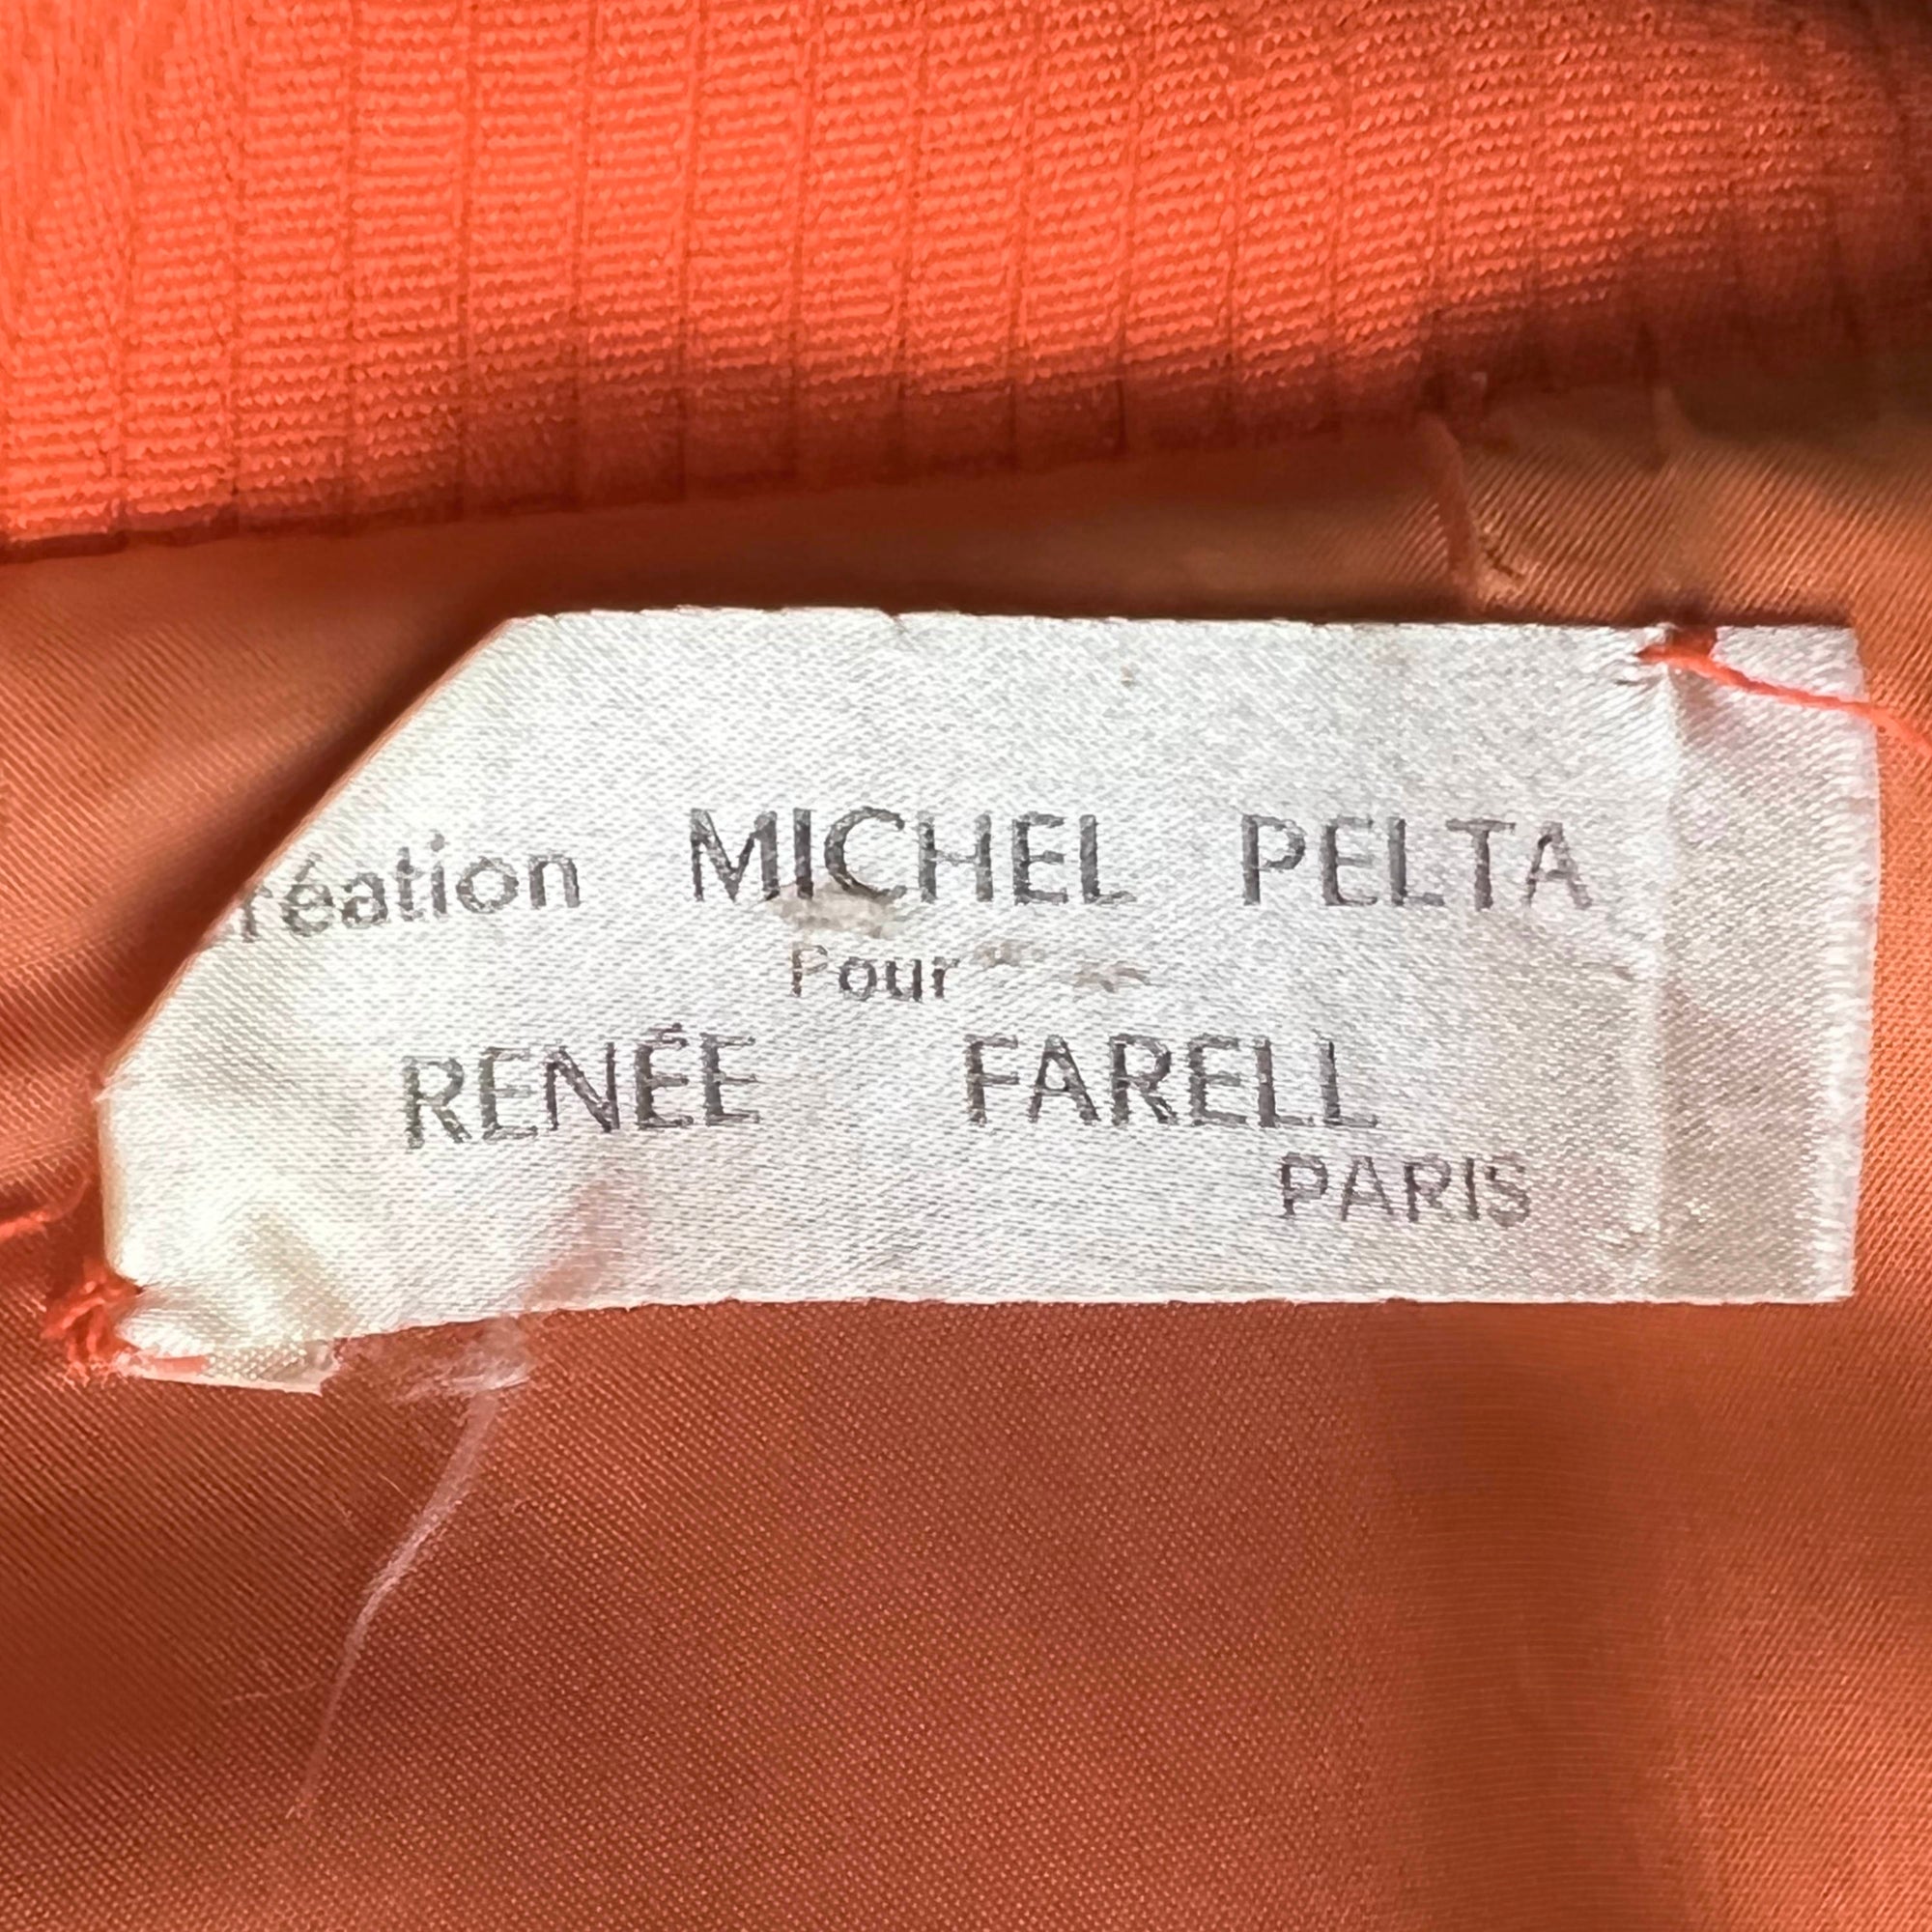 réation MICHEL PELTA
Pour
RENÉE FARELL
PARIS